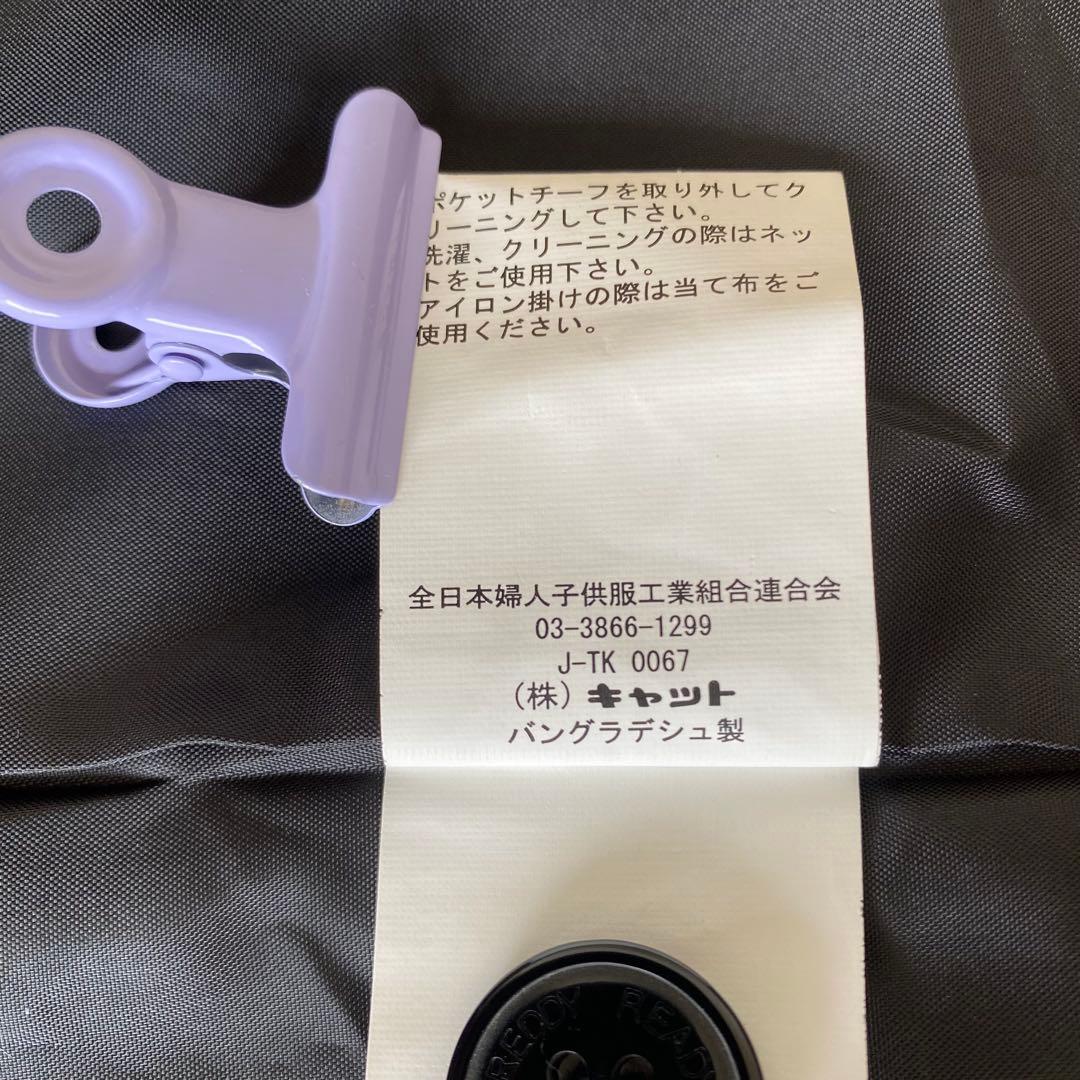 ポケットチーフを取り外してク
リーニングして下さい。
洗濯、クリーニングの際はネッ
トをご使用下さい。
アイロン掛けの際は当て布をご
使用ください。
全日本婦人子供服工業組合連合会
03-3866-1299
J-TK 0067
(株) キャット
バングラデシュ製
REDDY READ